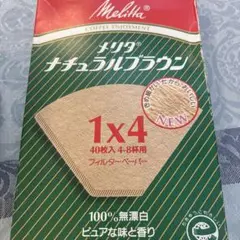 Melitta
COFFEE ENJOYMENT
メリタ
ナチュラルブラウン
NEW
1x4
40枚入 4-8杯用
フィルターペーパー
100%無漂白
ピュアな味と香り